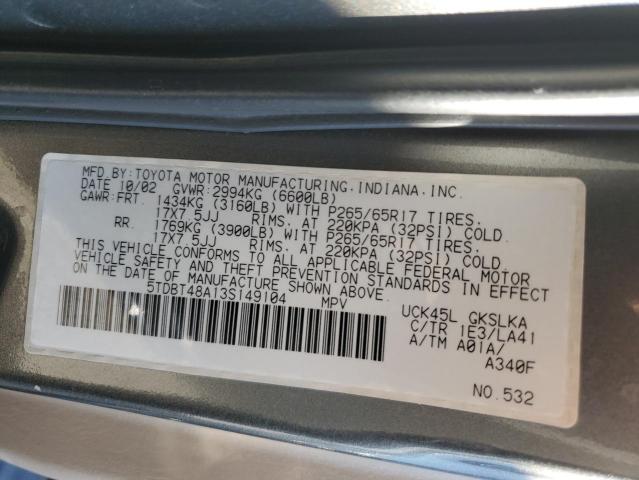 MFD.BY:TOYOTA MOTOR MANUFACTURING.INDIANA.INC.
DATE 10/02 GVWR:2994KG (6600LB)
GAWR:FRT. 1434KG (3160LB) WITH P265/65R17 TIRES.
17X7.5JJ RIMS. AT 220KPA (32PSI) COLD.
RR. 1769KG (3900LB) WITH P265/65R17 TIRES.
17X7.5JJ RIMS. AT 220KPA (32PSI) COLD.
THIS VEHICLE CONFORMS TO ALL APPLICABLE FEDERAL MOTOR
VEHICLE SAFETY AND THEFT PREVENTION STANDARDS IN EFFECT
ON THE DATE OF MANUFACTURE SHOWN ABOVE.
5TDBT48A13S149104 MPV
UCK45L GKSLKA
C/TR 1E3/LA41
A/TM A01A/
A340F
NO.532